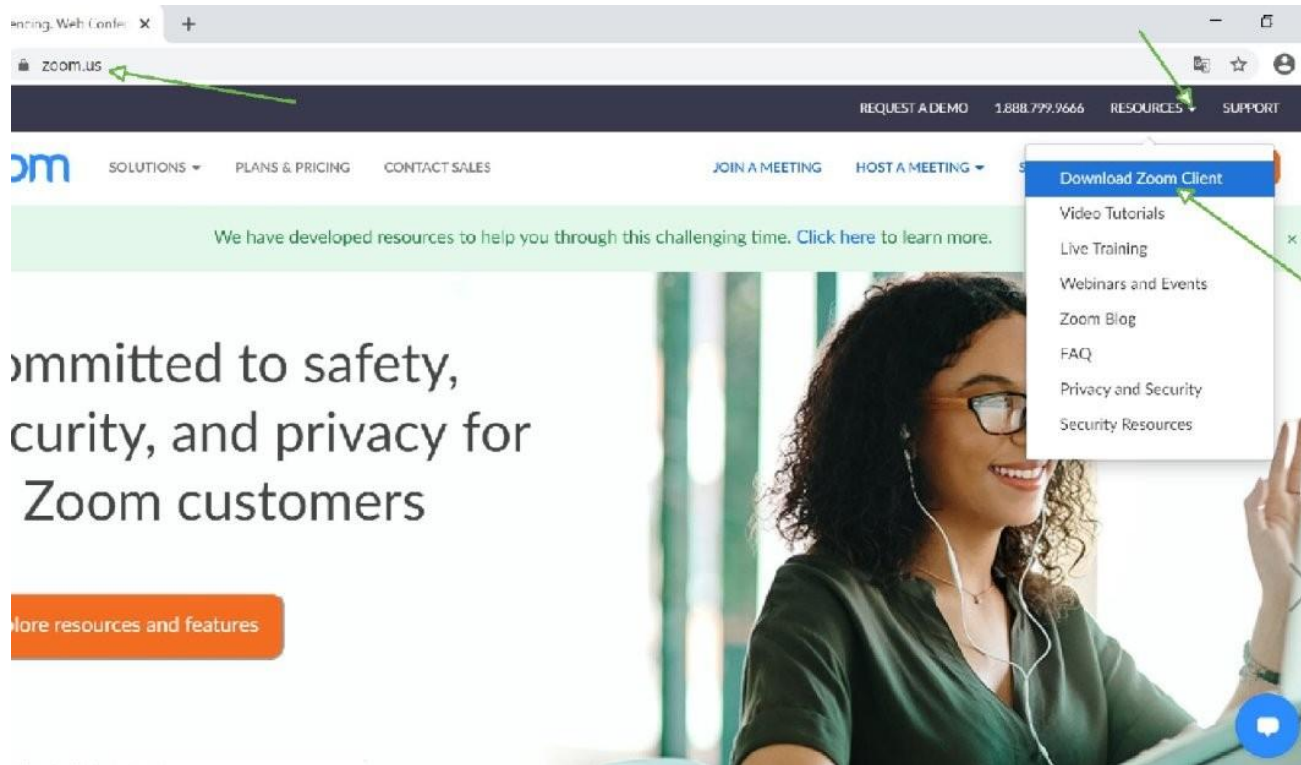 encing. Web Confer
zoom.us
REQUEST A DEMO 1.888.799.9666 RESOURCES SUPPORT
om SOLUTIONS PLANS & PRICING CONTACT SALES JOIN A MEETING HOST A MEETING S
Download Zoom Client
Video Tutorials
Live Training
Webinars and Events
Zoom Blog
FAQ
Privacy and Security
Security Resources
We have developed resources to help you through this challenging time. Click here to learn more.
ommitted to safety,
curity, and privacy for
Zoom customers
lore resources and features